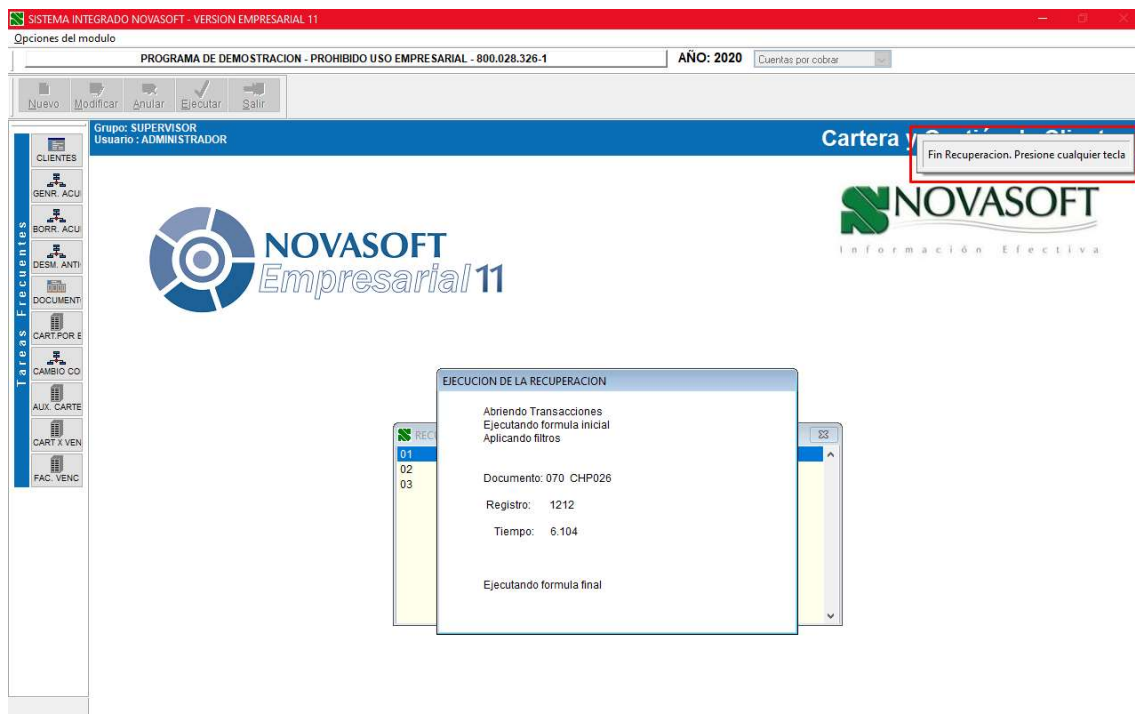 SISTEMA INTEGRADO NOVASOFT - VERSION EMPRESARIAL 11
Opciones del modulo
PROGRAMA DE DEMOSTRACION - PROHIBIDO USO EMPRESARIAL - 800.028.326-1
AÑO: 2020
Cuentas por cobrar
Nuevo Modificar Anular Ejecutar Salir
Grupo: SUPERVISOR
Usuario : ADMINISTRADOR
Cartera y
Fin Recuperacion. Presione cualquier tecla
Tareas Frecuentes
CLIENTES
GENR. ACU
BORR. ACU
DESM. ANTI
DOCUMENT
CART.POR E
CAMBIO CO
AUX. CARTE
CART X VEN
FAC. VENC
NOVASOFT
Empresarial 11
NOVASOFT
Información Efectiva
EJECUCION DE LA RECUPERACION
Abriendo Transacciones
Ejecutando formula inicial
Aplicando filtros
Documento: 070 CHP026
Registro: 1212
Tiempo: 6.104
Ejecutando formula final
RECU
01
02
03